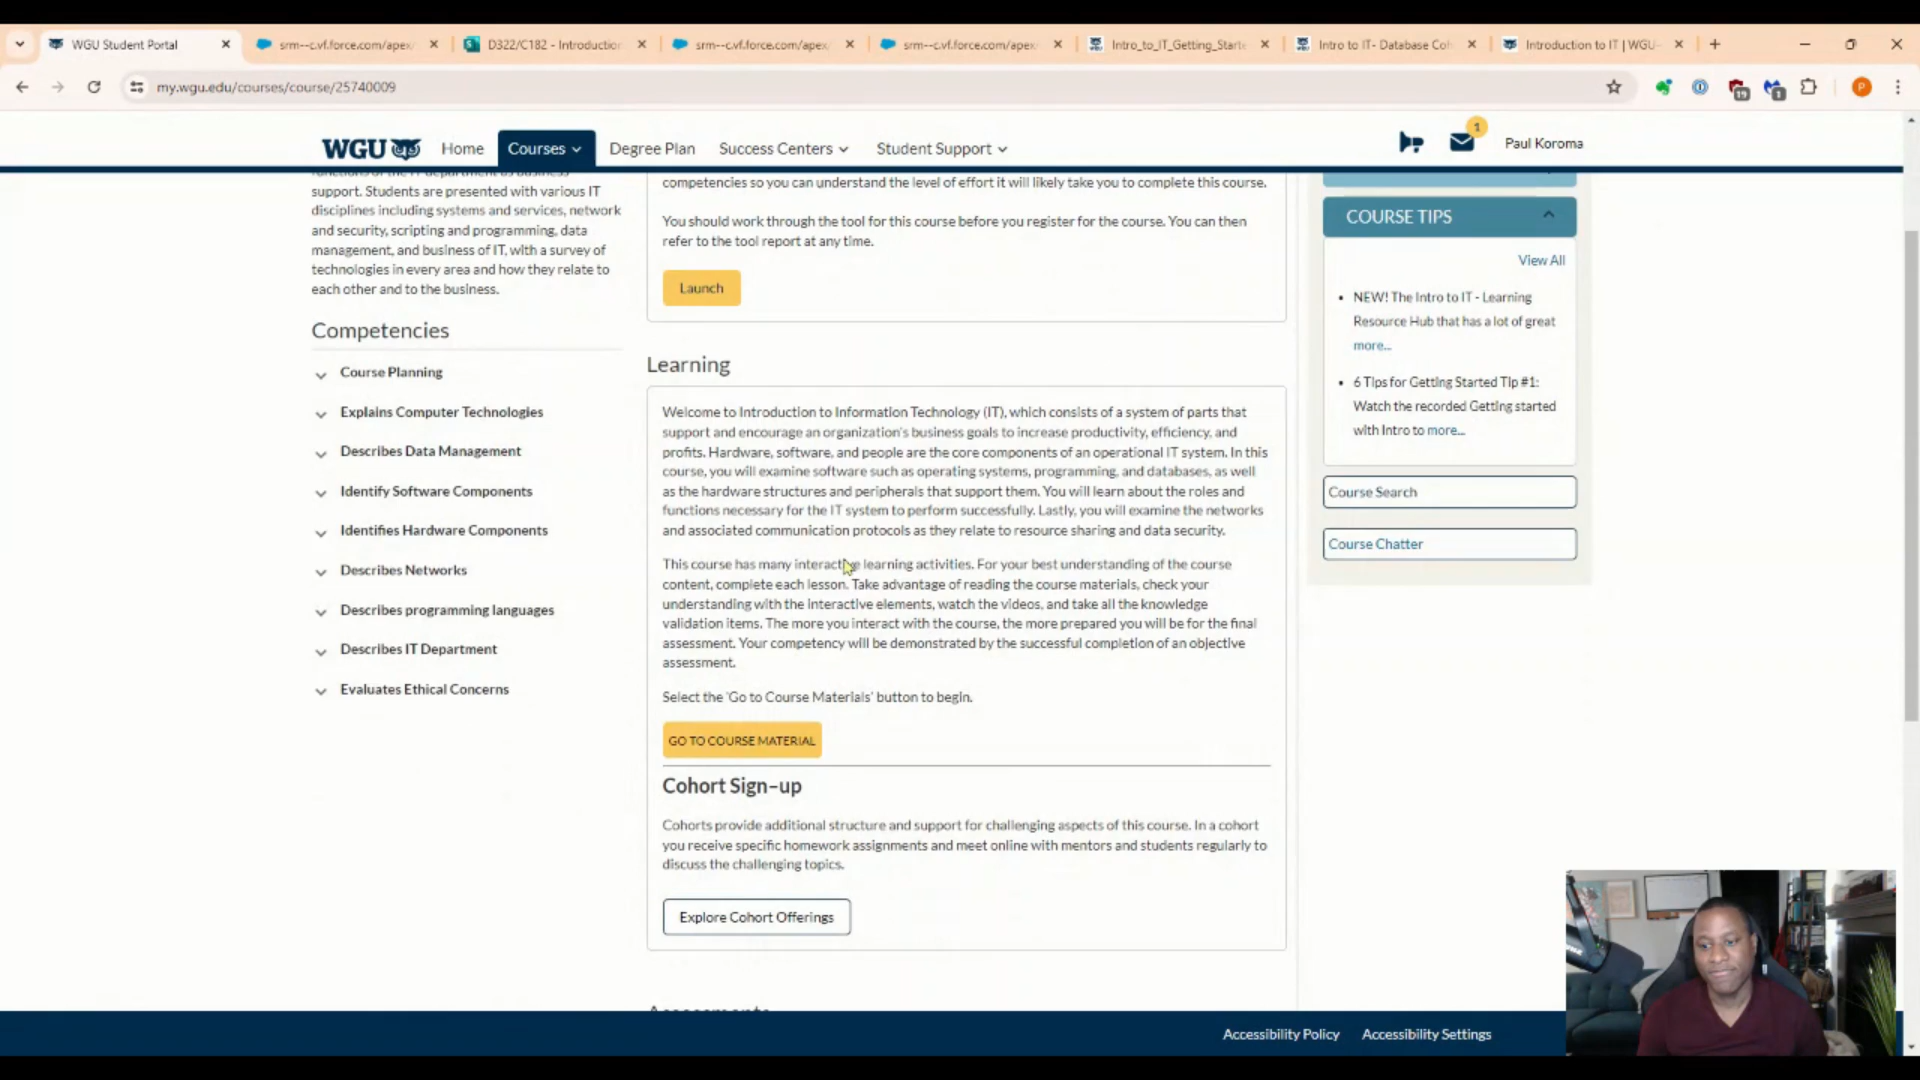 WGU Student Portal
srm--c.vf.force.com/apex/
D322/C182 - Introduction
srm--c.vf.force.com/apex/
srm--c.vf.force.com/apex/
Intro_to_IT_Getting_Starte
Intro to IT- Database Col
Introduction to IT | WGU
my.wgu.edu/courses/course/25740009
19
1
P
WGU
Home
Courses
Degree Plan
Success Centers
Student Support
1
Paul Koroma
functions of the IT department as business
support. Students are presented with various IT
disciplines including systems and services, network
and security, scripting and programming, data
management, and business of IT, with a survey of
technologies in every area and how they relate to
each other and to the business.
Competencies
Course Planning
Explains Computer Technologies
Describes Data Management
Identify Software Components
Identifies Hardware Components
Describes Networks
Describes programming languages
Describes IT Department
Evaluates Ethical Concerns
competencies so you can understand the level of effort it will likely take you to complete this course.
You should work through the tool for this course before you register for the course. You can then
refer to the tool report at any time.
Launch
Learning
Welcome to Introduction to Information Technology (IT), which consists of a system of parts that
support and encourage an organization's business goals to increase productivity, efficiency, and
profits. Hardware, software, and people are the core components of an operational IT system. In this
course, you will examine software such as operating systems, programming, and databases, as well
as the hardware structures and peripherals that support them. You will learn about the roles and
functions necessary for the IT system to perform successfully. Lastly, you will examine the networks
and associated communication protocols as they relate to resource sharing and data security.
This course has many interactive learning activities. For your best understanding of the course
content, complete each lesson. Take advantage of reading the course materials, check your
understanding with the interactive elements, watch the videos, and take all the knowledge
validation items. The more you interact with the course, the more prepared you will be for the final
assessment. Your competency will be demonstrated by the successful completion of an objective
assessment.
Select the 'Go to Course Materials' button to begin.
GO TO COURSE MATERIAL
Cohort Sign-up
Cohorts provide additional structure and support for challenging aspects of this course. In a cohort
you receive specific homework assignments and meet online with mentors and students regularly to
discuss the challenging topics.
Explore Cohort Offerings
Assessments
COURSE TIPS
View All
NEW! The Intro to IT - Learning
Resource Hub that has a lot of great
more...
6 Tips for Getting Started Tip #1:
Watch the recorded Getting started
with Intro to more...
Course Search
Course Chatter
Accessibility Policy
Accessibility Settings